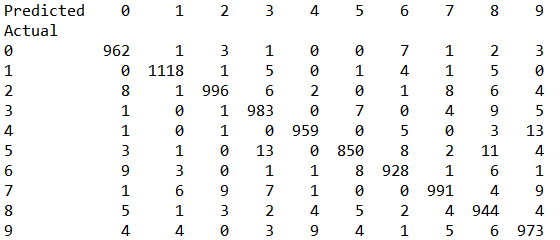 Predicted 0 1 2 3 4 5 6 7 8 9
Actual
0 962 1 3 1 0 0 7 1 2 3
1 0 1118 1 5 0 1 4 1 5 0
2 8 1 996 6 2 0 1 8 6 4
3 1 0 1 983 0 7 0 4 9 5
4 1 0 1 0 959 0 5 0 3 13
5 3 1 0 13 0 850 8 2 11 4
6 9 3 0 1 1 8 928 1 6 1
7 1 6 9 7 1 0 0 991 4 9
8 5 1 3 2 4 5 2 4 944 4
9 4 4 0 3 9 4 1 5 6 973